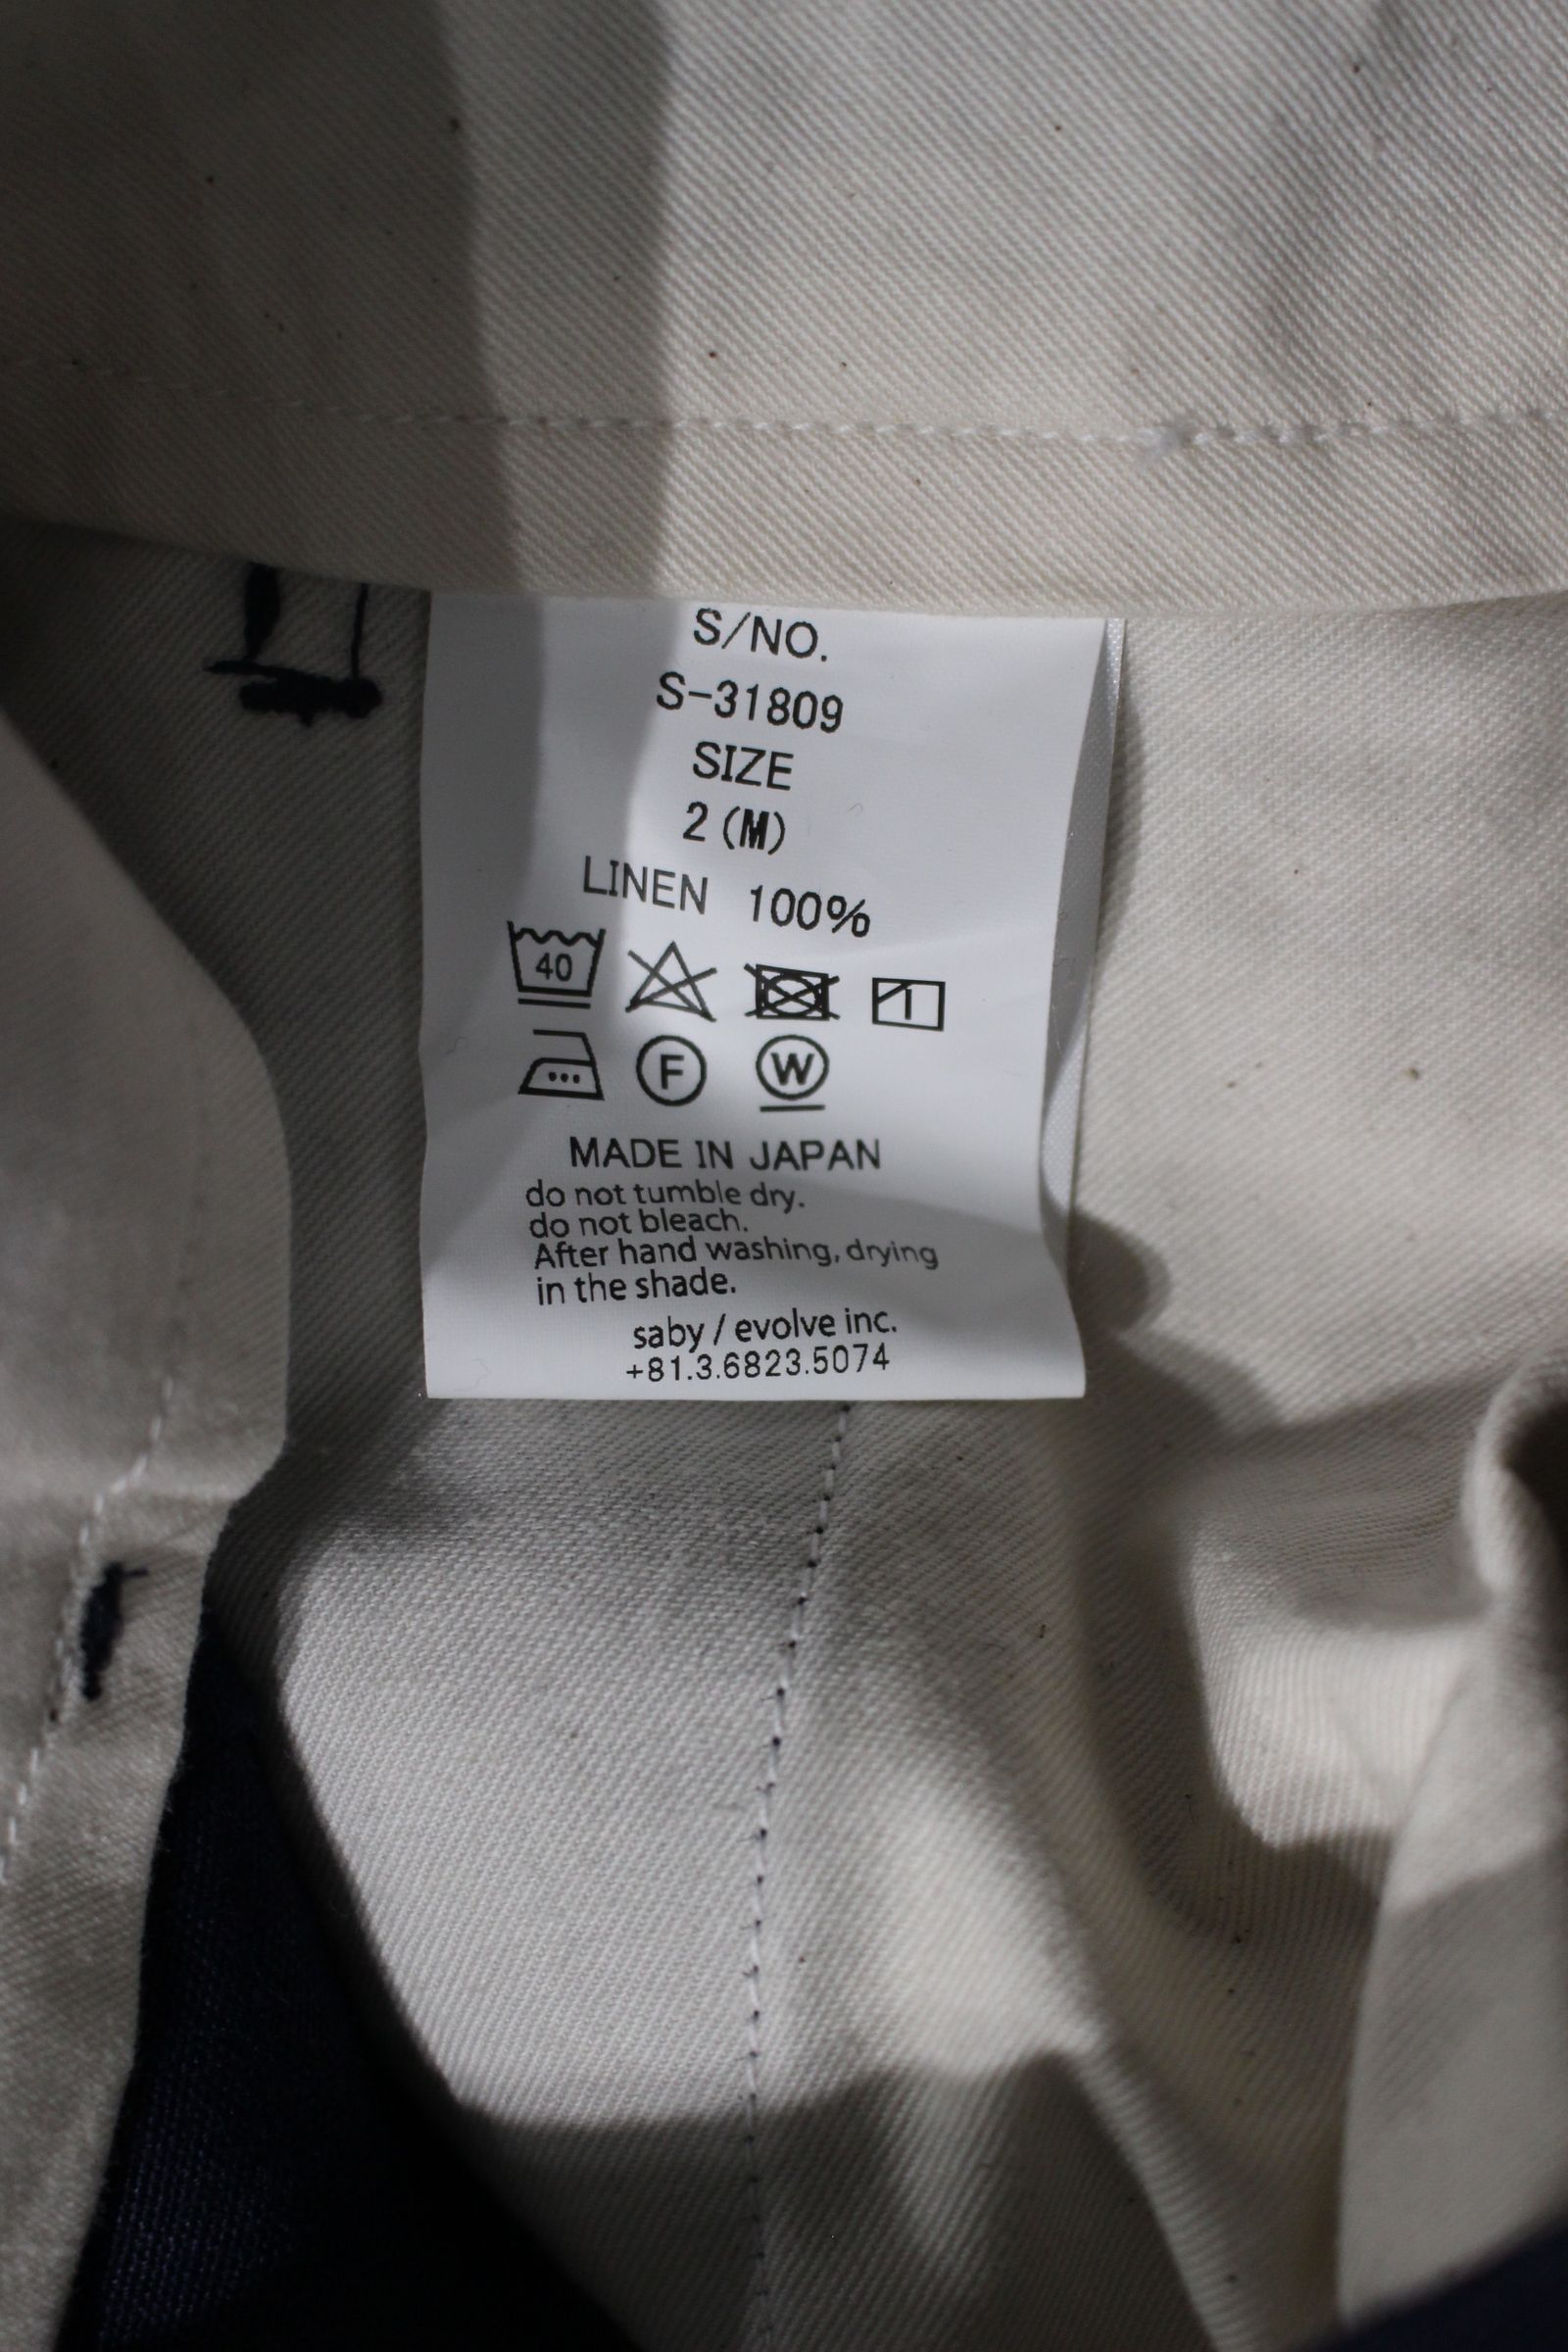 S/NO.
S-31809
SIZE
2 (M)
LINEN 100%
40
F W
MADE IN JAPAN
do not tumble dry.
do not bleach.
After hand washing, drying
in the shade.
saby / evolve inc.
+81.3.6823.5074